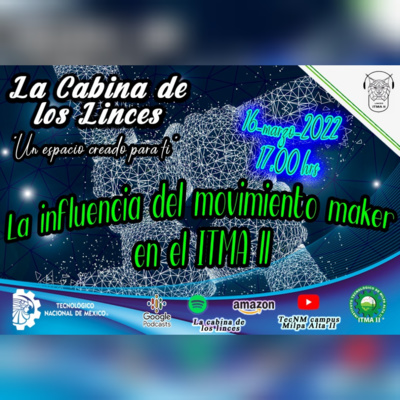 La Cabina de
los Linces
"Un espacio creado para ti"
ITMA II
16-marzo-2022
17.00 hrs
La influencia del movimiento maker
en el ITMA II
TECNOLÓGICO
NACIONAL DE MÉXICO
Google
Podcasts
La cabina de
los linces
amazon
TecNM campus
Milpa Alta II
ITMA II